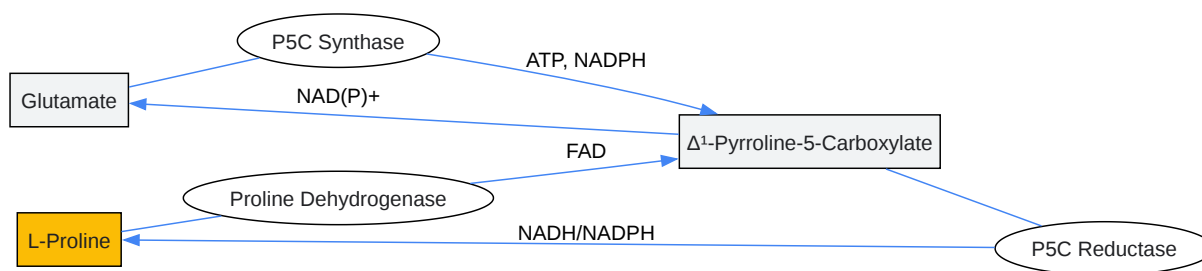 P5C Synthase
ATP, NADPH
Glutamate
NAD(P)+
Δ¹-Pyrroline-5-Carboxylate
FAD
Proline Dehydrogenase
L-Proline
NADH/NADPH
P5C Reductase